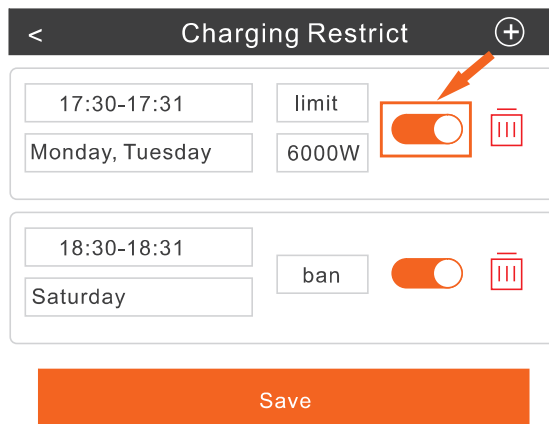 < Charging Restrict
17:30-17:31 limit
Monday, Tuesday 6000W
18:30-18:31
ban
Saturday
Save